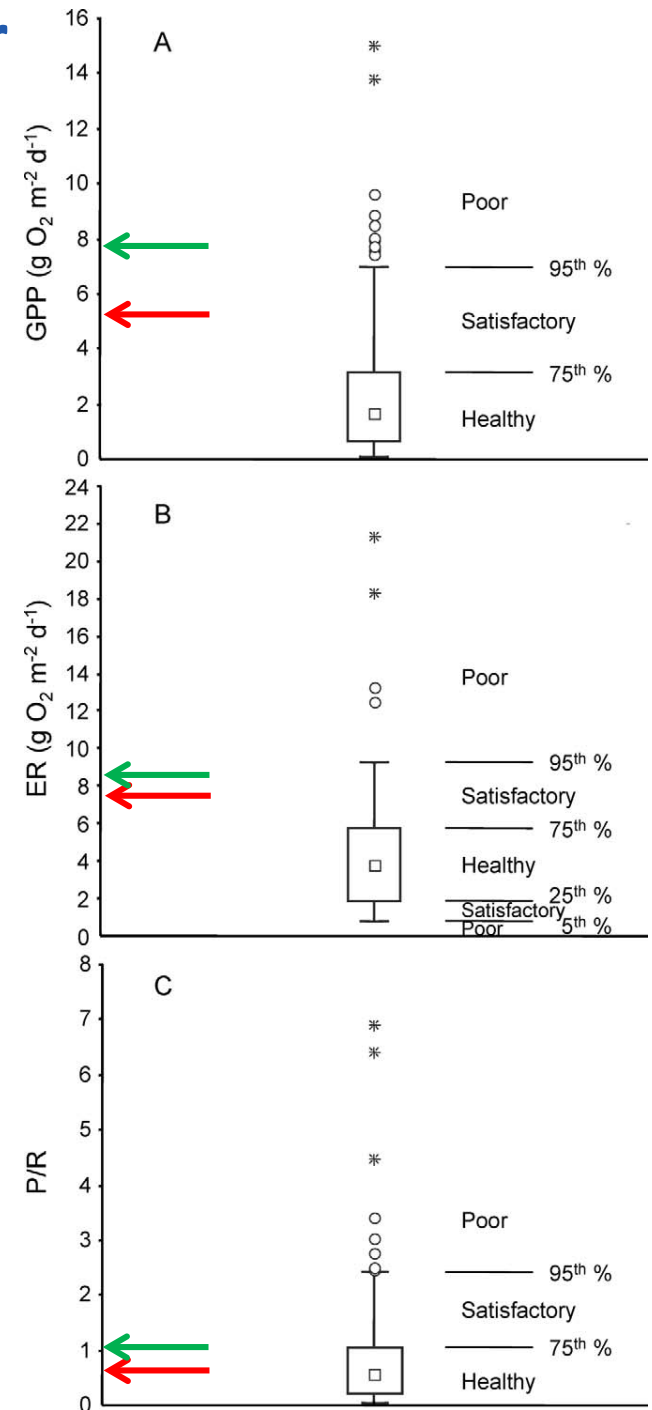 A
16
14
12
10
8
6
4
2
0
GPP (g O₂ m⁻² d⁻¹)
Poor
95ᵗʰ %
Satisfactory
75ᵗʰ %
Healthy
B
24
22
20
18
16
14
12
10
8
6
4
2
0
ER (g O₂ m⁻² d⁻¹)
Poor
95ᵗʰ %
Satisfactory
75ᵗʰ %
Healthy
25ᵗʰ %
Satisfactory
5ᵗʰ %
Poor
C
8
7
6
5
4
3
2
1
0
P/R
Poor
95ᵗʰ %
Satisfactory
75ᵗʰ %
Healthy